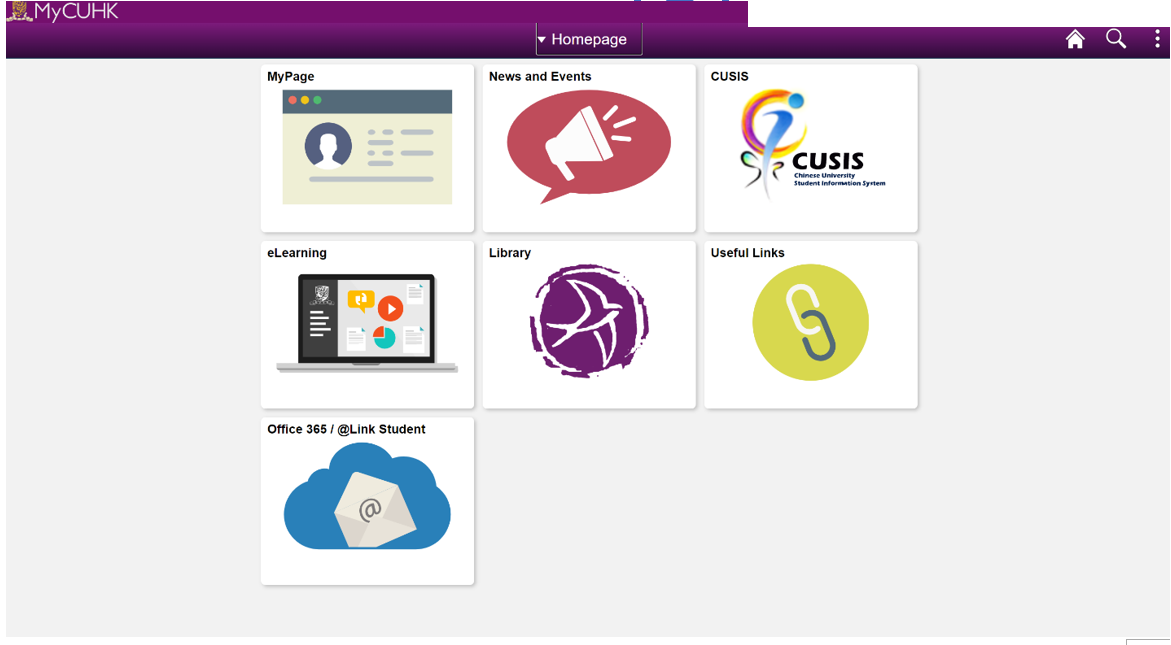 MyCUHK
Homepage
MyPage
News and Events
CUSIS
CUSIS
Chinese University
Student Information System
eLearning
Library
Useful Links
Office 365 / @Link Student
@